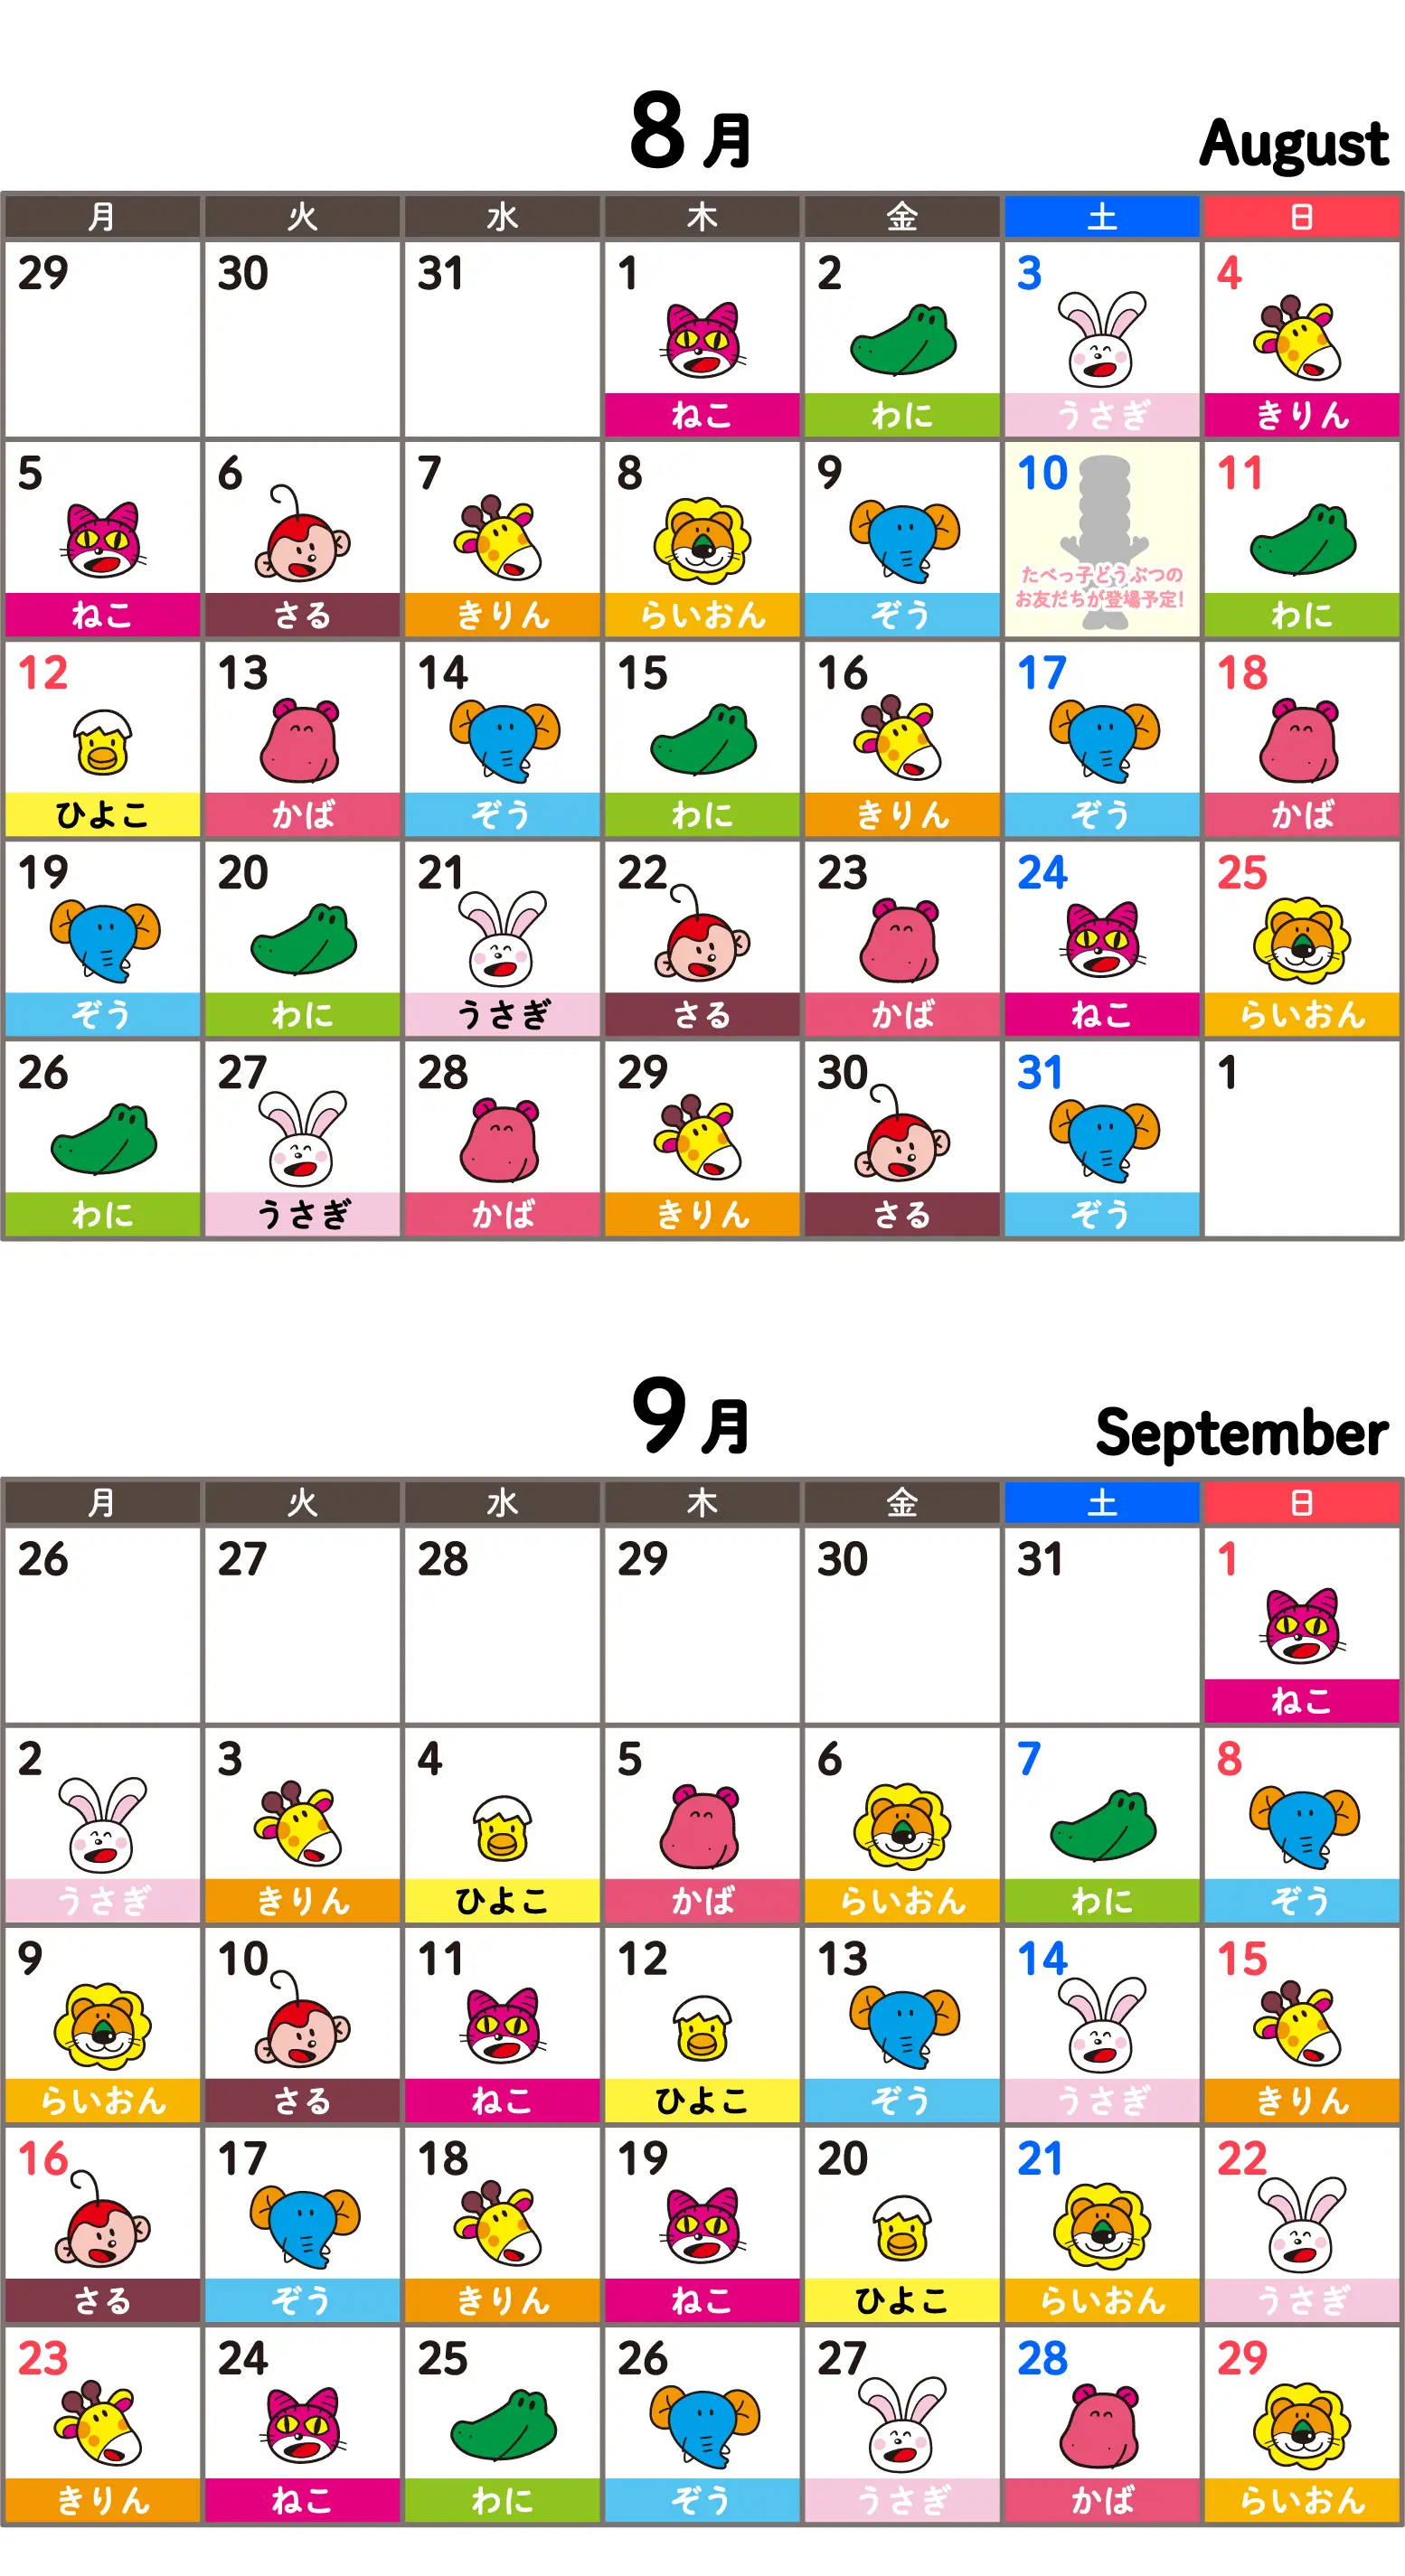 8月 August
月 火 水 木 金 土 日
29 30 31 1 2 3 4
ねこ わに うさぎ きりん
5 6 7 8 9 10 11
たべっ子どうぶつの
お友だちが登場予定!
ねこ さる きりん らいおん ぞう わに
12 13 14 15 16 17 18
ひよこ かば ぞう わに きりん ぞう かば
19 20 21 22 23 24 25
ぞう わに うさぎ さる かば ねこ らいおん
26 27 28 29 30 31 1
わに うさぎ かば きりん さる ぞう
9月 September
月 火 水 木 金 土 日
26 27 28 29 30 31 1
ねこ
2 3 4 5 6 7 8
うさぎ きりん ひよこ かば らいおん わに ぞう
9 10 11 12 13 14 15
らいおん さる ねこ ひよこ ぞう うさぎ きりん
16 17 18 19 20 21 22
さる ぞう きりん ねこ ひよこ らいおん うさぎ
23 24 25 26 27 28 29
きりん ねこ わに ぞう うさぎ かば らいおん